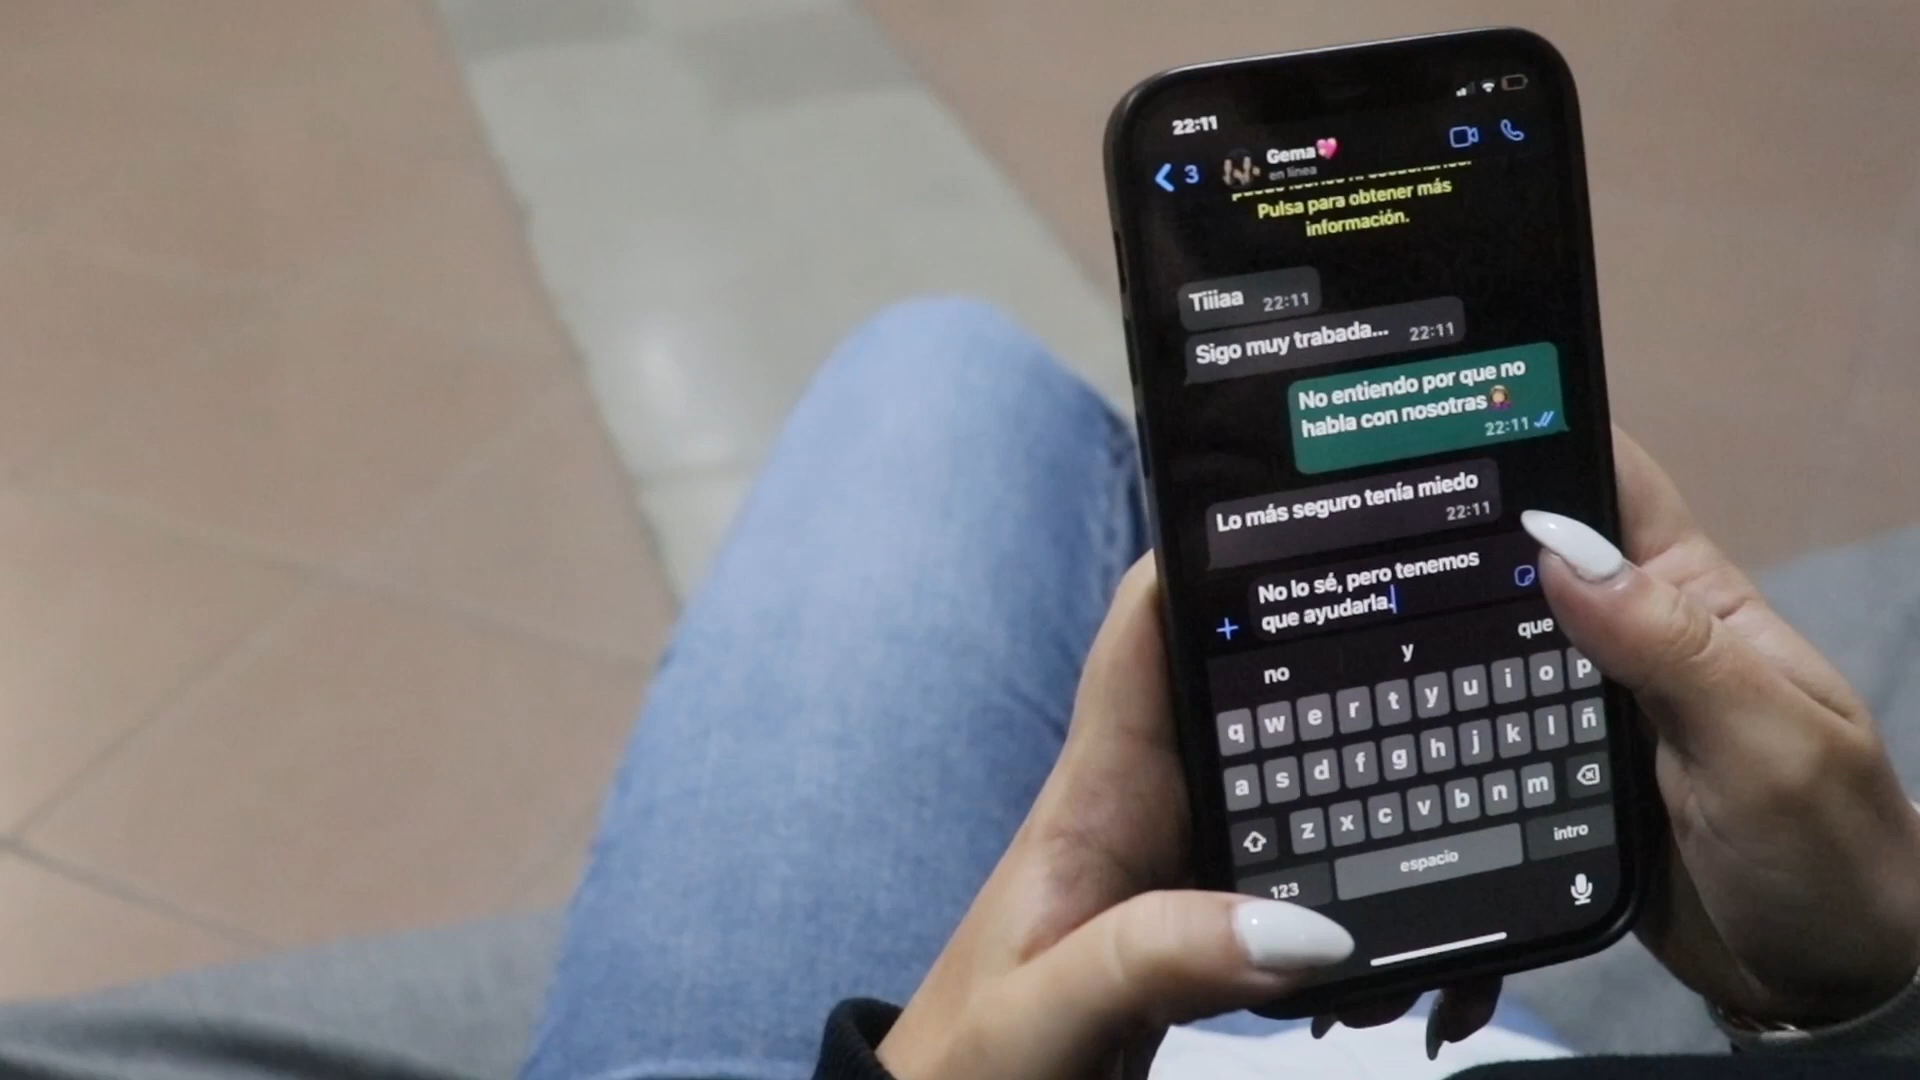 22:11
3
Gema
en línea
Pulsa para obtener más
información.
Tiiiaa 22:11
Sigo muy trabada... 22:11
No entiendo por que no
habla con nosotras
22:11
Lo más seguro tenía miedo
22:11
No lo sé, pero tenemos
que ayudarla.
no y que
q w e r t y u i o p
a s d f g h j k l ñ
z x c v b n m
123 espacio intro